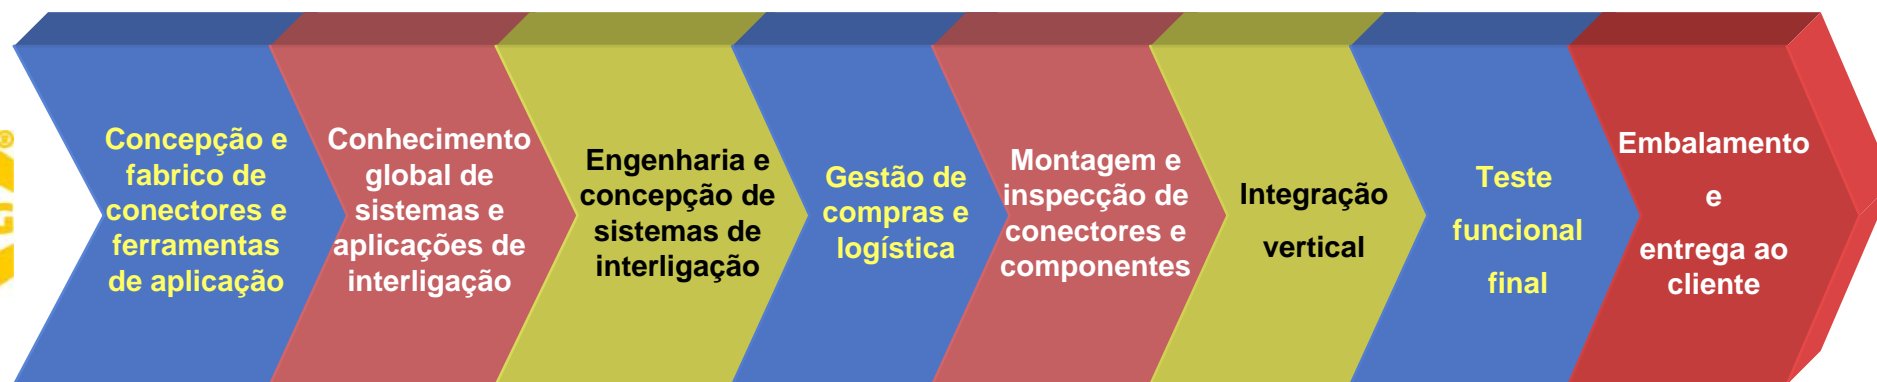 Concepção e
fabrico de
conectores e
ferramentas
de aplicação
Conhecimento
global de
sistemas e
aplicações de
interligação
Engenharia e
concepção de
sistemas de
interligação
Gestão de
compras e
logística
Montagem e
inspecção de
conectores e
componentes
Integração
vertical
Teste
funcional
final
Embalamento
e
entrega ao
cliente